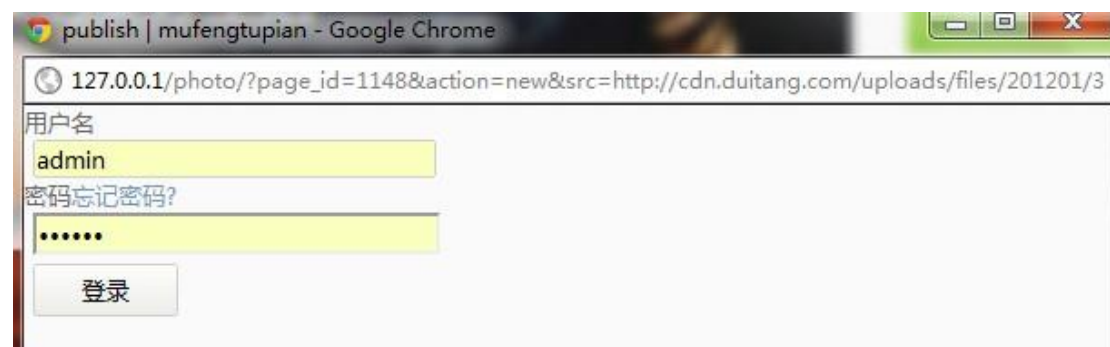 publish | mufengtupian - Google Chrome
127.0.0.1/photo/?page_id=1148&action=new&src=http://cdn.duitang.com/uploads/files/201201/3
用户名
admin
密码忘记密码?
••••••
登录